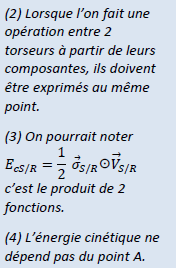 (2) Lorsque l'on fait une
opération entre 2
torseurs à partir de leurs
composantes, ils doivent
être exprimés au même
point.
(3) On pourrait noter
$E_{cS/R} = \frac{1}{2} \vec{\sigma}_{S/R} \odot \vec{V}_{S/R}$
c'est le produit de 2
fonctions.
(4) L'énergie cinétique ne
dépend pas du point A.